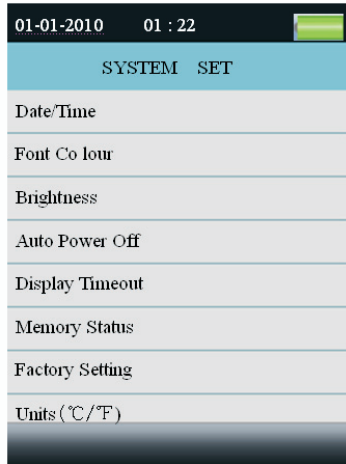 01-01-2010 01 : 22
SYSTEM SET
Date/Time
Font Co lour
Brightness
Auto Power Off
Display Timeout
Memory Status
Factory Setting
Units (℃/℉)